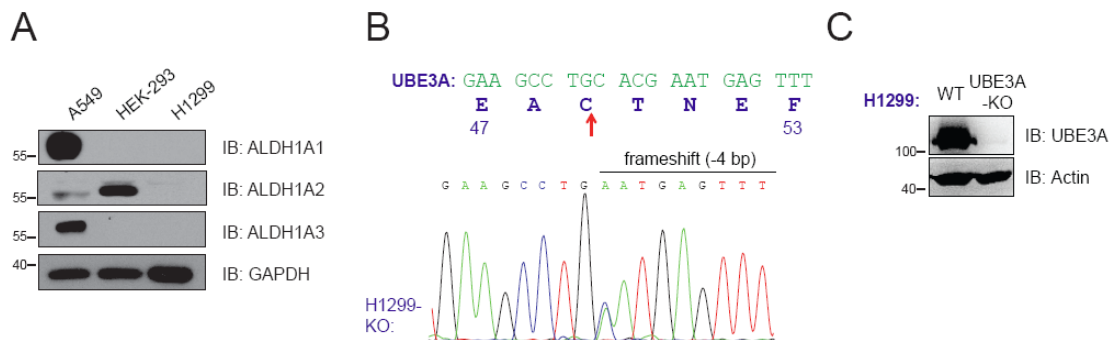 A
A549
HEK-293
H1299
55
IB: ALDH1A1
55
IB: ALDH1A2
55
IB: ALDH1A3
40
IB: GAPDH
B
UBE3A: GAA GCC TGC ACG AAT GAG TTT
E A C T N E F
47 53
frameshift (-4 bp)
G A A G C C T G A A T G A G T T T
H1299-
KO:
C
H1299: WT UBE3A
-KO
100
IB: UBE3A
40
IB: Actin